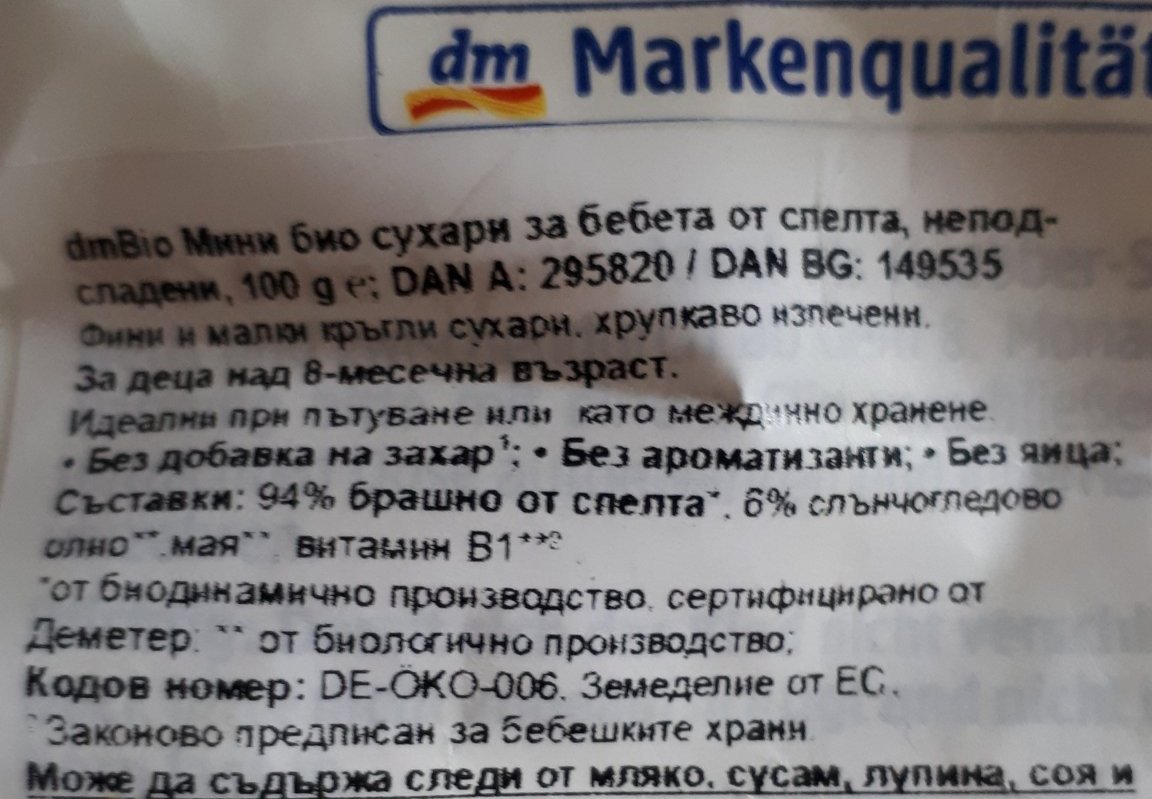 dm Markenqualität
dmBio Мини био сухари за бебета от спелта, непод-
сладени, 100 g e; DAN A: 295820 / DAN BG: 149535
Фини и малки кръгли сухари, хрупкаво изпечени.
За деца над 8-месечна възраст.
Идеални при пътуване или като междинно хранене.
• Без добавка на захар¹; • Без ароматизанти; • Без яйца;
Съставки: 94% брашно от спелта*, 6% слънчогледово
олио**, мая**, витамин B1**²
*от биодинамично производство, сертифицирано от
Деметер; ** от биологично производство;
Кодов номер: DE-ÖKO-006. Земеделие от ЕС.
²Законово предписан за бебешките храни
Може да съдържа следи от мляко, сусам, лупина, соя и